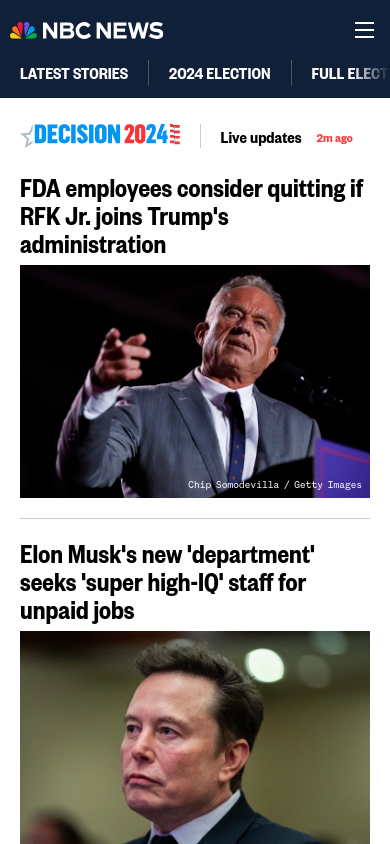 NBC NEWS
LATEST STORIES
2024 ELECTION
FULL ELECT
DECISION 2024
Live updates
2m ago
FDA employees consider quitting if
RFK Jr. joins Trump's
administration
Chip Somodevilla / Getty Images
Elon Musk's new 'department'
seeks 'super high-IQ' staff for
unpaid jobs